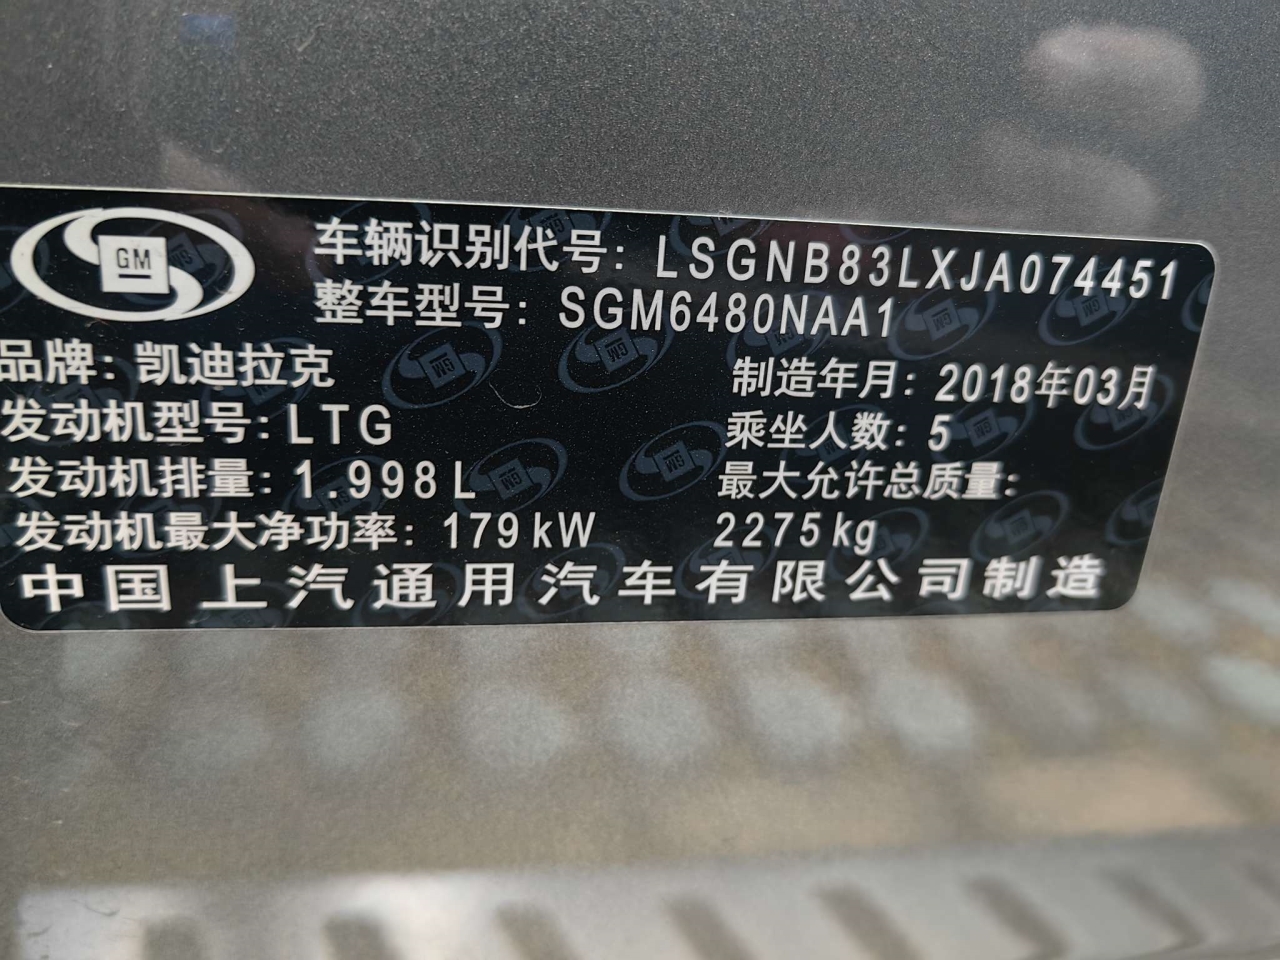 GM
车辆识别代号: LSGNB83LXJA074451
整车型号: SGM6480NAA1
品牌: 凯迪拉克
制造年月: 2018年03月
发动机型号: LTG
乘坐人数: 5
发动机排量: 1.998L
最大允许总质量:
发动机最大净功率: 179kW
2275kg
中国上汽通用汽车有限公司制造